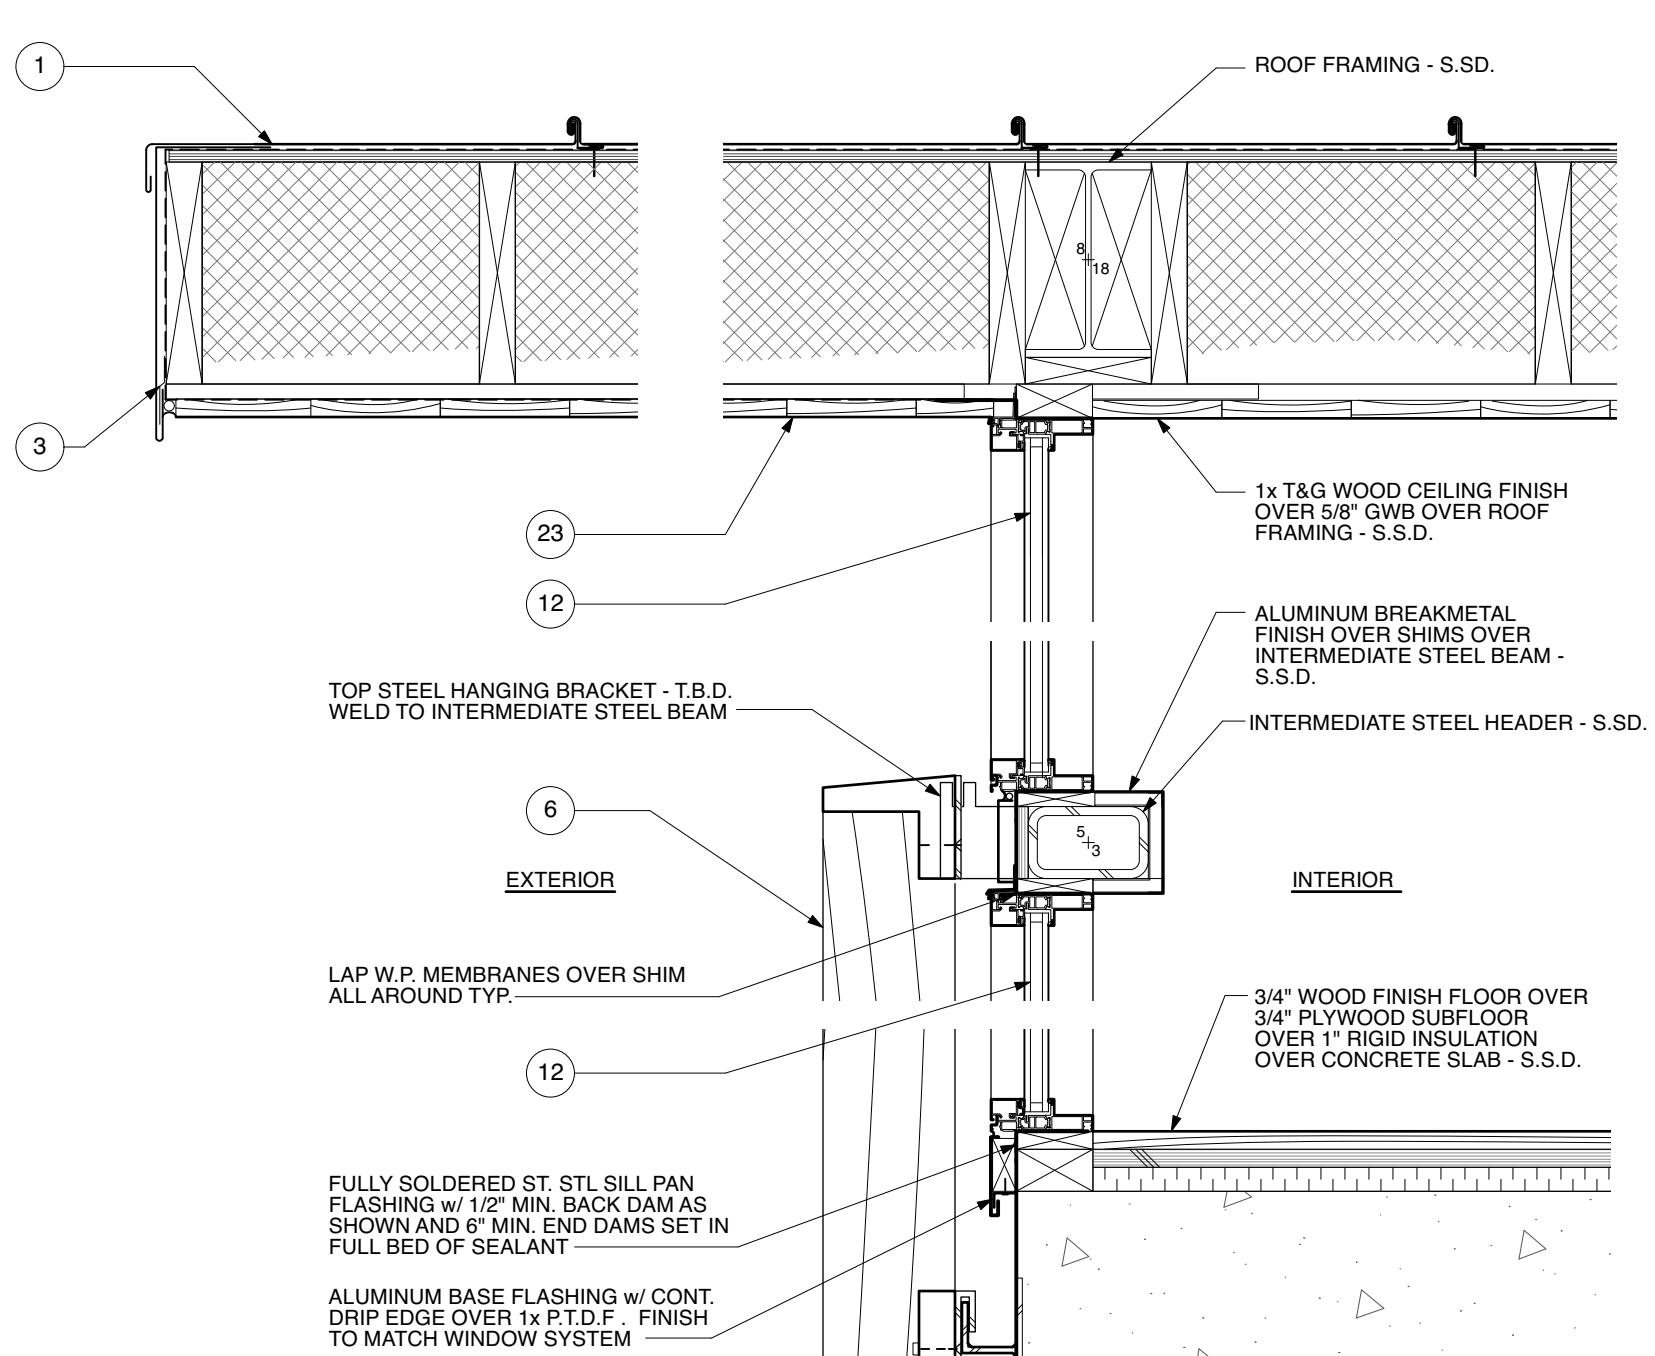 1
ROOF FRAMING - S.SD.
8
18
3
23
1x T&G WOOD CEILING FINISH
OVER 5/8" GWB OVER ROOF
FRAMING - S.S.D.
12
ALUMINUM BREAKMETAL
FINISH OVER SHIMS OVER
INTERMEDIATE STEEL BEAM -
S.S.D.
TOP STEEL HANGING BRACKET - T.B.D.
WELD TO INTERMEDIATE STEEL BEAM
INTERMEDIATE STEEL HEADER - S.SD.
6
5
3
EXTERIOR
INTERIOR
LAP W.P. MEMBRANES OVER SHIM
ALL AROUND TYP.
3/4" WOOD FINISH FLOOR OVER
3/4" PLYWOOD SUBFLOOR
OVER 1" RIGID INSULATION
OVER CONCRETE SLAB - S.S.D.
12
FULLY SOLDERED ST. STL SILL PAN
FLASHING w/ 1/2" MIN. BACK DAM AS
SHOWN AND 6" MIN. END DAMS SET IN
FULL BED OF SEALANT
ALUMINUM BASE FLASHING w/ CONT.
DRIP EDGE OVER 1x P.T.D.F . FINISH
TO MATCH WINDOW SYSTEM